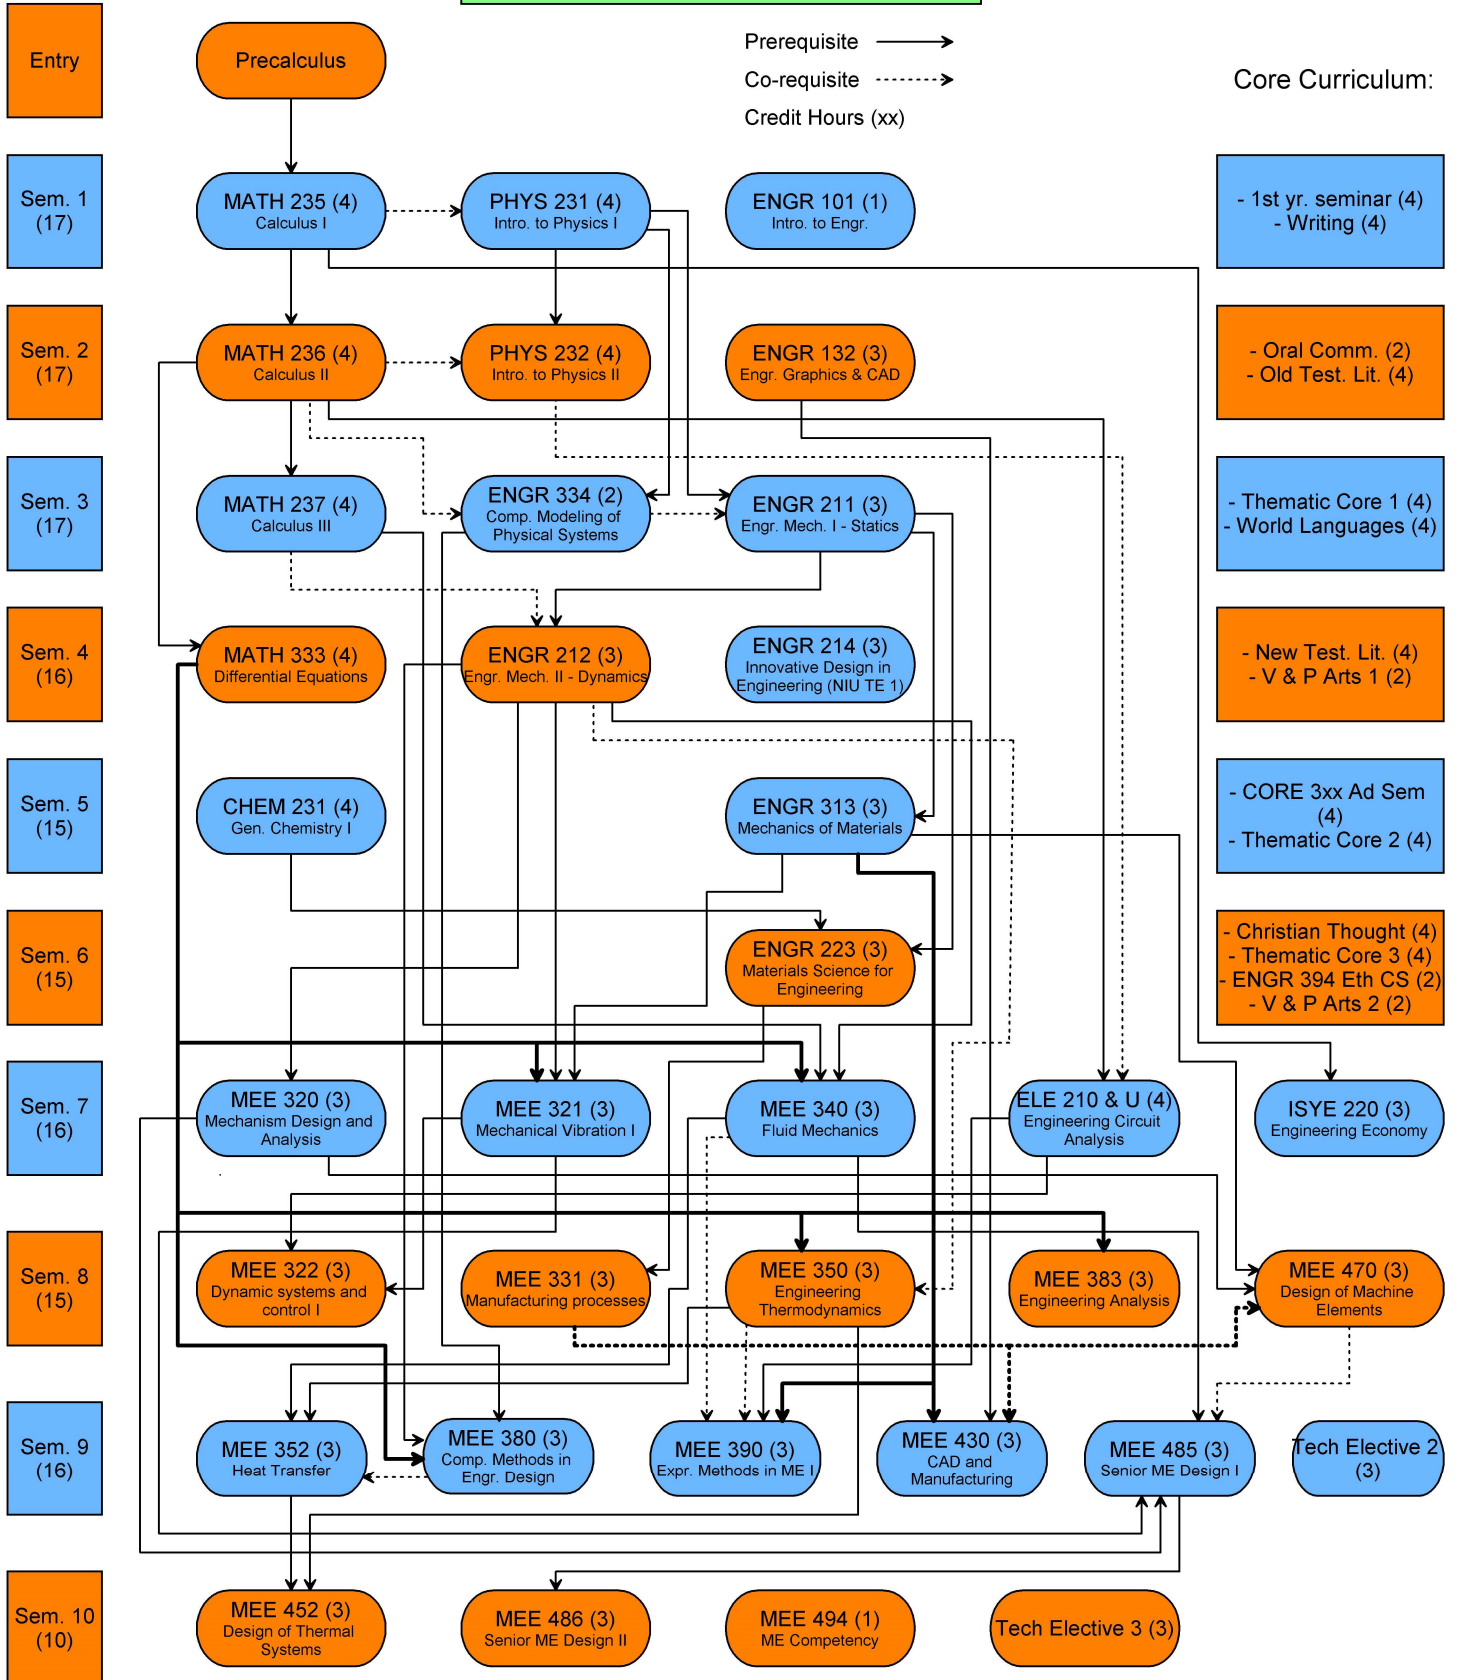 Entry
Precalculus
Prerequisite
Co-requisite
Credit Hours (xx)
Core Curriculum:
Sem. 1
(17)
MATH 235 (4)
Calculus I
PHYS 231 (4)
Intro. to Physics I
ENGR 101 (1)
Intro. to Engr.
- 1st yr. seminar (4)
- Writing (4)
Sem. 2
(17)
MATH 236 (4)
Calculus II
PHYS 232 (4)
Intro. to Physics II
ENGR 132 (3)
Engr. Graphics & CAD
- Oral Comm. (2)
- Old Test. Lit. (4)
Sem. 3
(17)
MATH 237 (4)
Calculus III
ENGR 334 (2)
Comp. Modeling of
Physical Systems
ENGR 211 (3)
Engr. Mech. I - Statics
- Thematic Core 1 (4)
- World Languages (4)
Sem. 4
(16)
MATH 333 (4)
Differential Equations
ENGR 212 (3)
Engr. Mech. II - Dynamics
ENGR 214 (3)
Innovative Design in
Engineering (NIU TE 1)
- New Test. Lit. (4)
- V & P Arts 1 (2)
Sem. 5
(15)
CHEM 231 (4)
Gen. Chemistry I
ENGR 313 (3)
Mechanics of Materials
- CORE 3xx Ad Sem
(4)
- Thematic Core 2 (4)
Sem. 6
(15)
ENGR 223 (3)
Materials Science for
Engineering
- Christian Thought (4)
- Thematic Core 3 (4)
- ENGR 394 Eth CS (2)
- V & P Arts 2 (2)
Sem. 7
(16)
MEE 320 (3)
Mechanism Design and
Analysis
MEE 321 (3)
Mechanical Vibration I
MEE 340 (3)
Fluid Mechanics
ELE 210 & U (4)
Engineering Circuit
Analysis
ISYE 220 (3)
Engineering Economy
Sem. 8
(15)
MEE 322 (3)
Dynamic systems and
control I
MEE 331 (3)
Manufacturing processes
MEE 350 (3)
Engineering
Thermodynamics
MEE 383 (3)
Engineering Analysis
MEE 470 (3)
Design of Machine
Elements
Sem. 9
(16)
MEE 352 (3)
Heat Transfer
MEE 380 (3)
Comp. Methods in
Engr. Design
MEE 390 (3)
Expr. Methods in ME I
MEE 430 (3)
CAD and
Manufacturing
MEE 485 (3)
Senior ME Design I
Tech Elective 2
(3)
Sem. 10
(10)
MEE 452 (3)
Design of Thermal
Systems
MEE 486 (3)
Senior ME Design II
MEE 494 (1)
ME Competency
Tech Elective 3 (3)